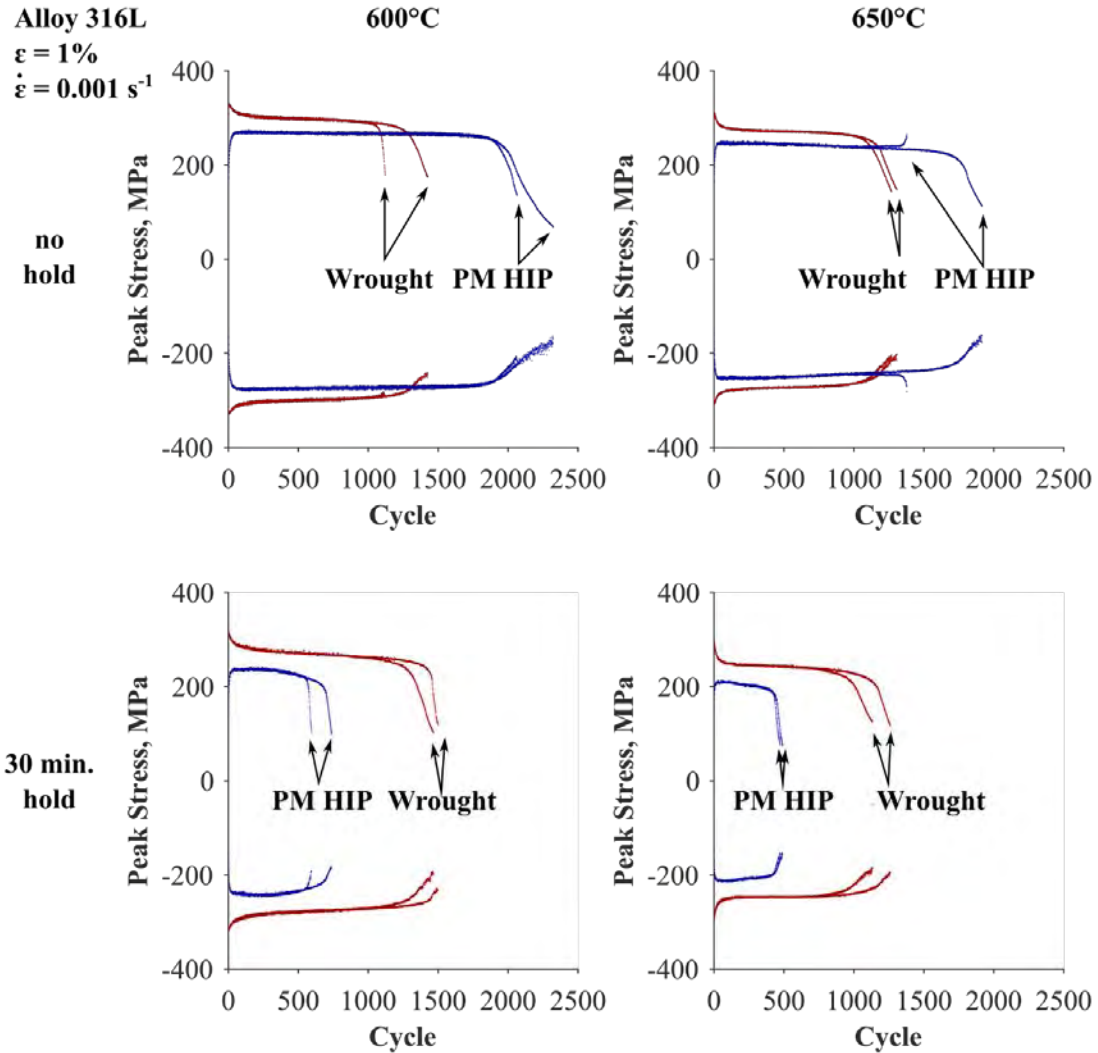 Alloy 316L
ε = 1%
ε̇ = 0.001 s⁻¹
600°C
650°C
no
hold
Peak Stress, MPa
400
200
0
-200
-400
Wrought
PM HIP
0
500
1000
1500
2000
2500
Cycle
Peak Stress, MPa
400
200
0
-200
-400
Wrought
PM HIP
0
500
1000
1500
2000
2500
Cycle
30 min.
hold
Peak Stress, MPa
400
200
0
-200
-400
PM HIP
Wrought
0
500
1000
1500
2000
2500
Cycle
Peak Stress, MPa
400
200
0
-200
-400
PM HIP
Wrought
0
500
1000
1500
2000
2500
Cycle